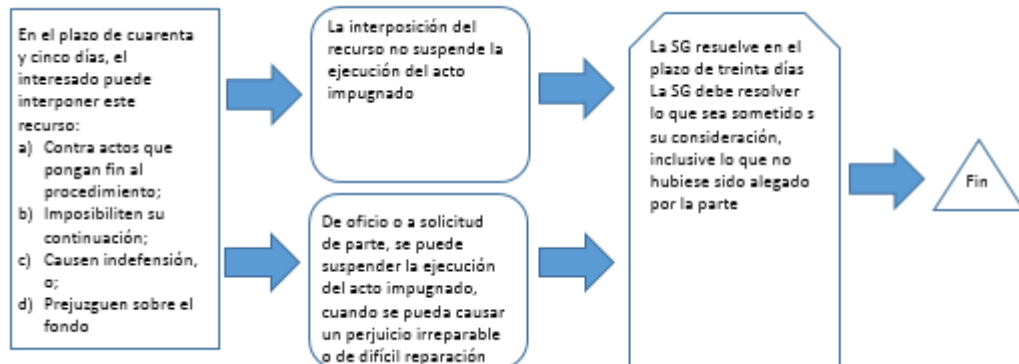 En el plazo de cuarenta
y cinco días, el
interesado puede
interponer este
recurso:
a) Contra actos que
pongan fin al
procedimiento;
b) Imposibiliten su
continuación;
c) Causen indefensión,
o;
d) Prejuzguen sobre el
fondo
La interposición del
recurso no suspende la
ejecución del acto
impugnado
De oficio o a solicitud
de parte, se puede
suspender la ejecución
del acto impugnado,
cuando se pueda causar
un perjuicio irreparable
o de difícil reparación
La SG resuelve en el
plazo de treinta días
La SG debe resolver
lo que sea sometido s
su consideración,
inclusive lo que no
hubiese sido alegado
por la parte
Fin